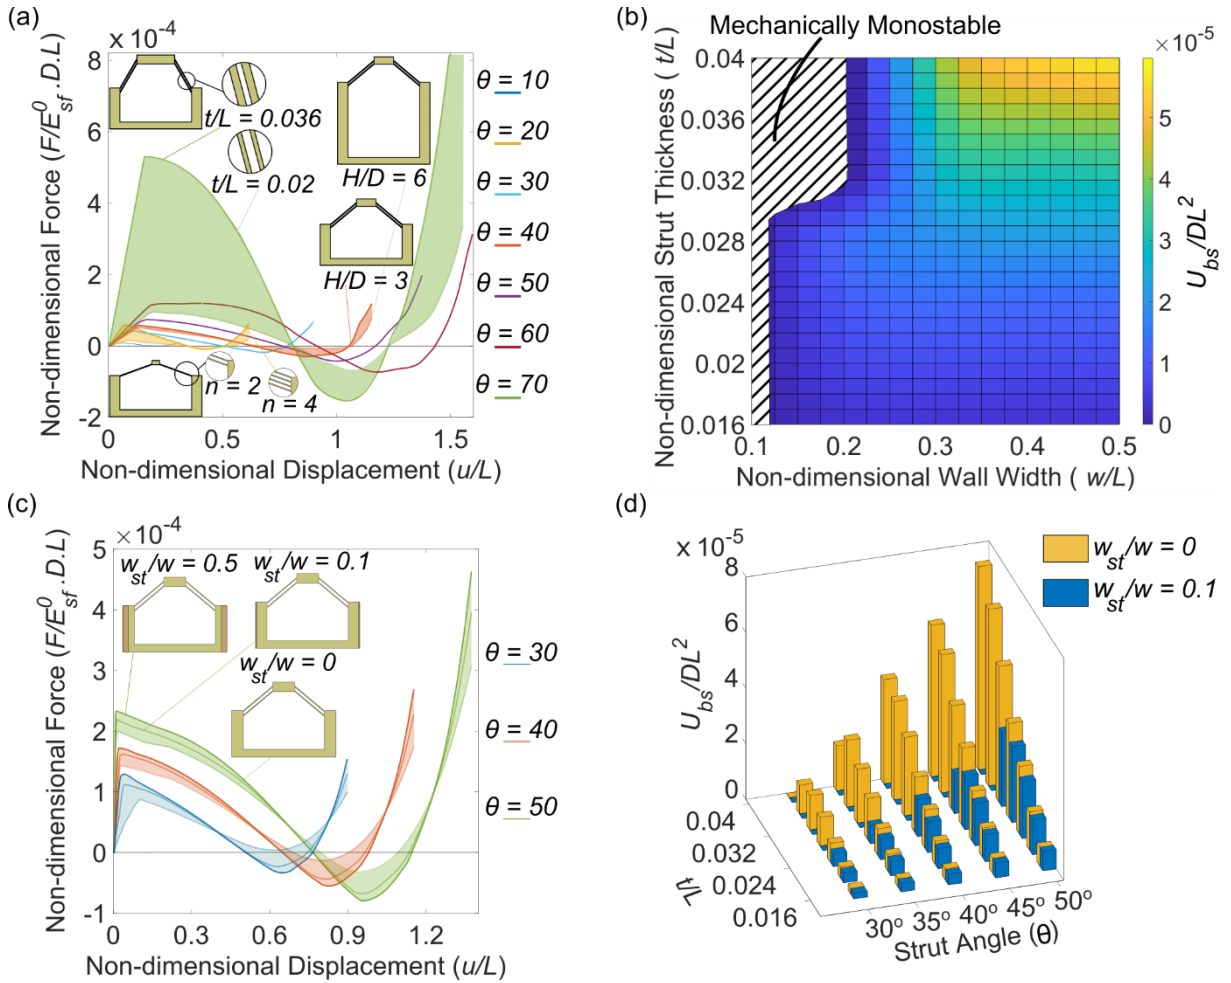 (a)
× 10⁻⁴
Non-dimensional Force (F/E⁰sf .D.L)
8
6
4
2
0
-2
t/L = 0.036
t/L = 0.02
H/D = 6
H/D = 3
n = 2
n = 4
0
0.5
1
1.5
Non-dimensional Displacement (u/L)
θ = 10
θ = 20
θ = 30
θ = 40
θ = 50
θ = 60
θ = 70
(b)
Mechanically Monostable
Non-dimensional Strut Thickness ( t/L)
0.04
0.036
0.032
0.028
0.024
0.02
0.016
0.1
0.2
0.3
0.4
0.5
Non-dimensional Wall Width ( w/L)
×10⁻⁵
5
4
3
2
1
0
U_bs/DL²
(c)
×10⁻⁴
Non-dimensional Force (F/E⁰sf .D.L)
5
4
3
2
1
0
-1
w_st/w = 0.5
w_st/w = 0.1
w_st/w = 0
0
0.3
0.6
0.9
1.2
Non-dimensional Displacement (u/L)
θ = 30
θ = 40
θ = 50
(d)
× 10⁻⁵
U_bs/DL²
8
6
4
2
0
w_st/w = 0
w_st/w = 0.1
0.04
0.032
0.024
0.016
t/L
30°
35°
40°
45°
50°
Strut Angle (θ)